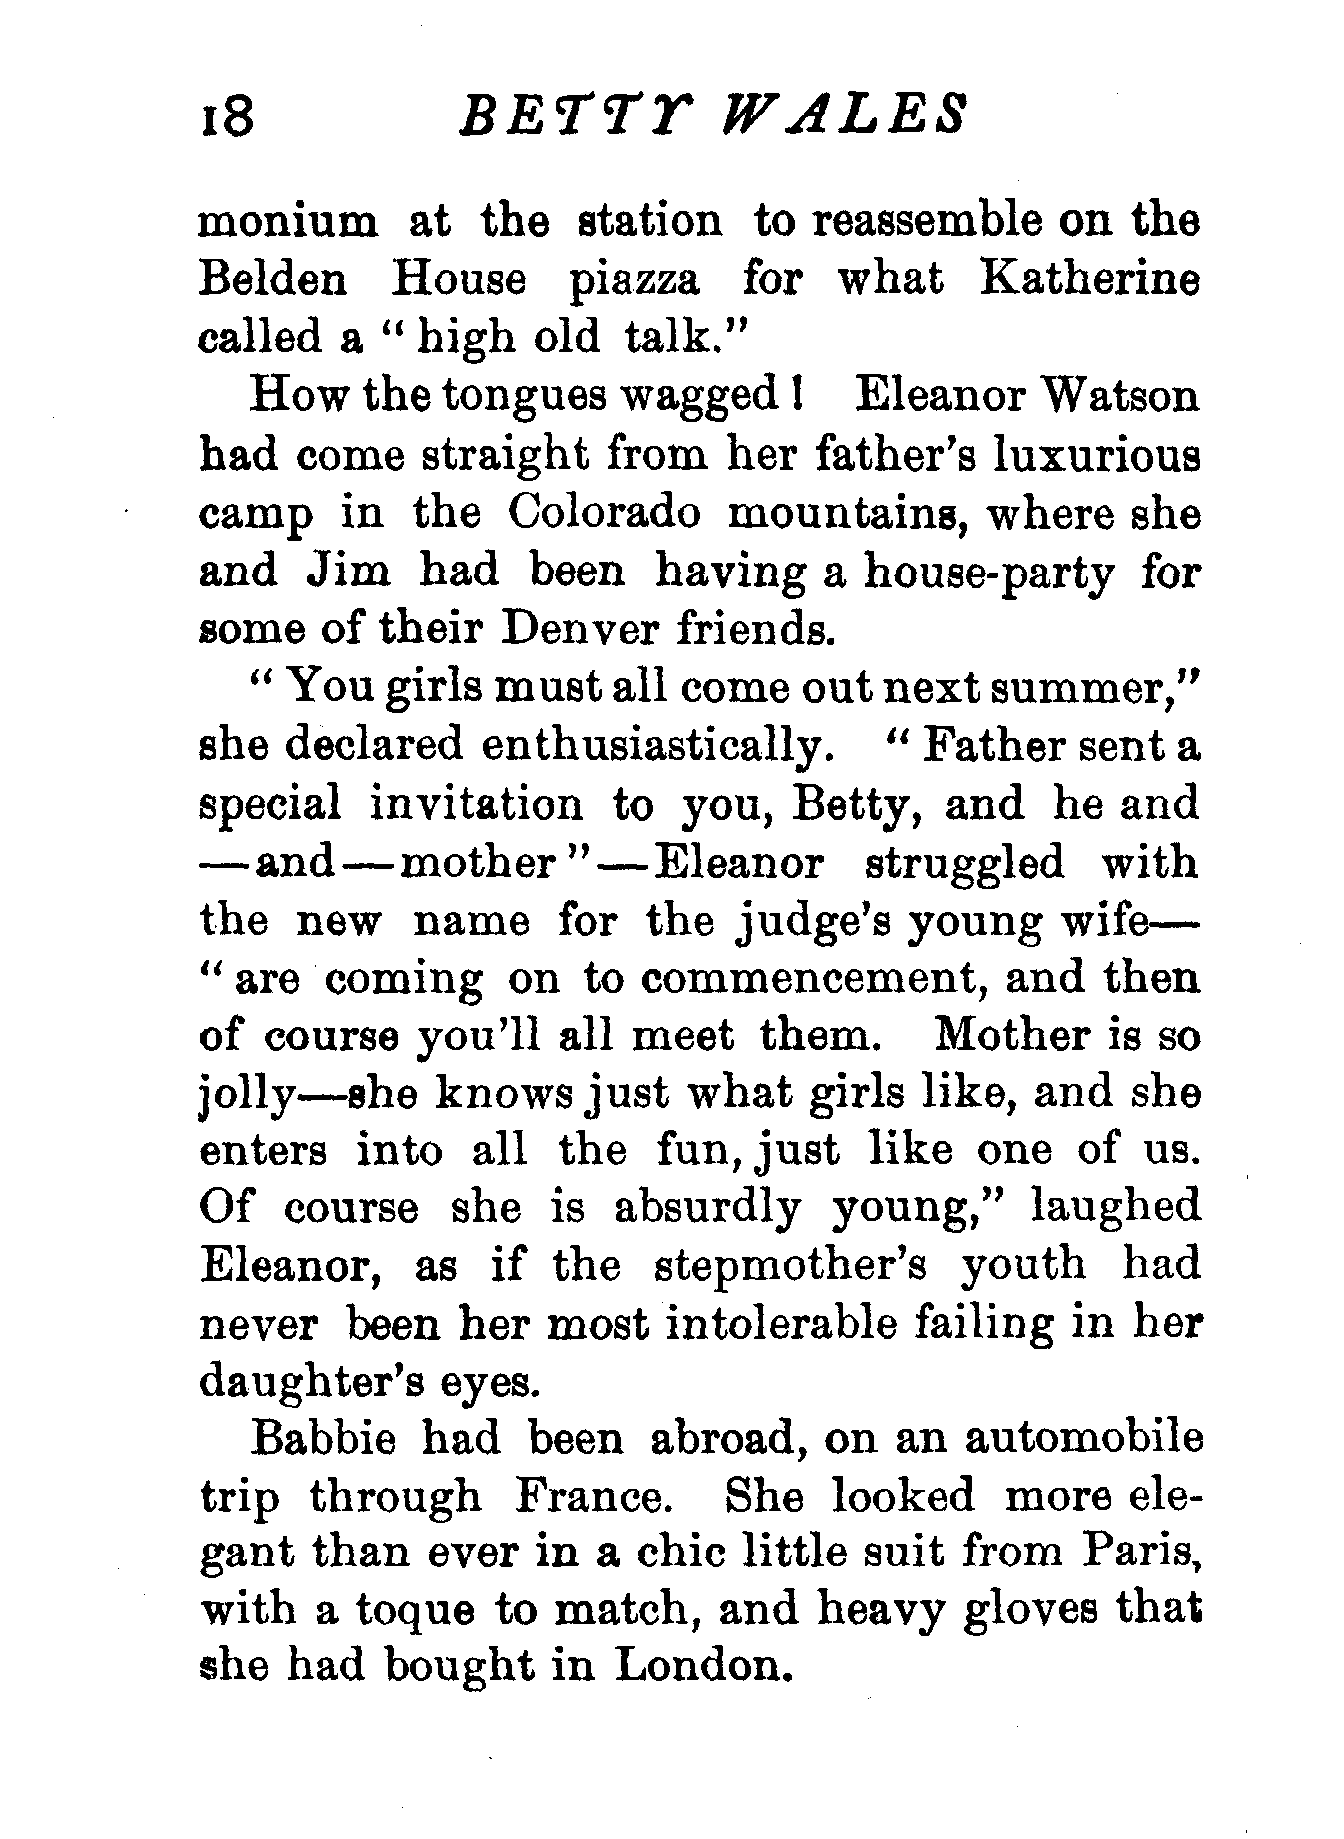 18 BETTY WALES
monium at the station to reassemble on the
Belden House piazza for what Katherine
called a “ high old talk.”
How the tongues wagged ! Eleanor Watson
had come straight from her father’s luxurious
camp in the Colorado mountains, where she
and Jim had been having a house-party for
some of their Denver friends.
“ You girls must all come out next summer,”
she declared enthusiastically. “ Father sent a
special invitation to you, Betty, and he and
—and—mother ”—Eleanor struggled with
the new name for the judge’s young wife—
“ are coming on to commencement, and then
of course you’ll all meet them. Mother is so
jolly—she knows just what girls like, and she
enters into all the fun, just like one of us.
Of course she is absurdly young,” laughed
Eleanor, as if the stepmother’s youth had
never been her most intolerable failing in her
daughter’s eyes.
Babbie had been abroad, on an automobile
trip through France. She looked more ele-
gant than ever in a chic little suit from Paris,
with a toque to match, and heavy gloves that
she had bought in London.